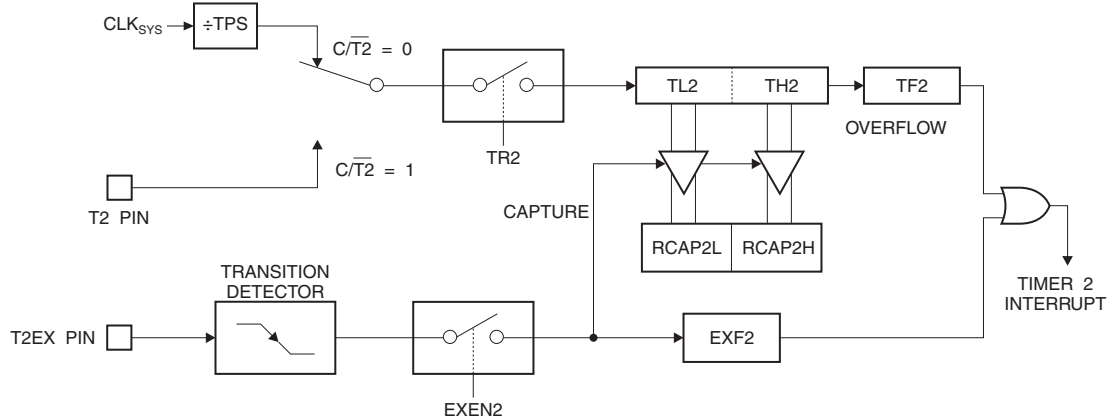 CLKSYS
÷TPS
C/T2 = 0
TL2
TH2
TF2
OVERFLOW
TR2
C/T2 = 1
T2 PIN
CAPTURE
RCAP2L
RCAP2H
TRANSITION
DETECTOR
TIMER 2
INTERRUPT
T2EX PIN
EXF2
EXEN2